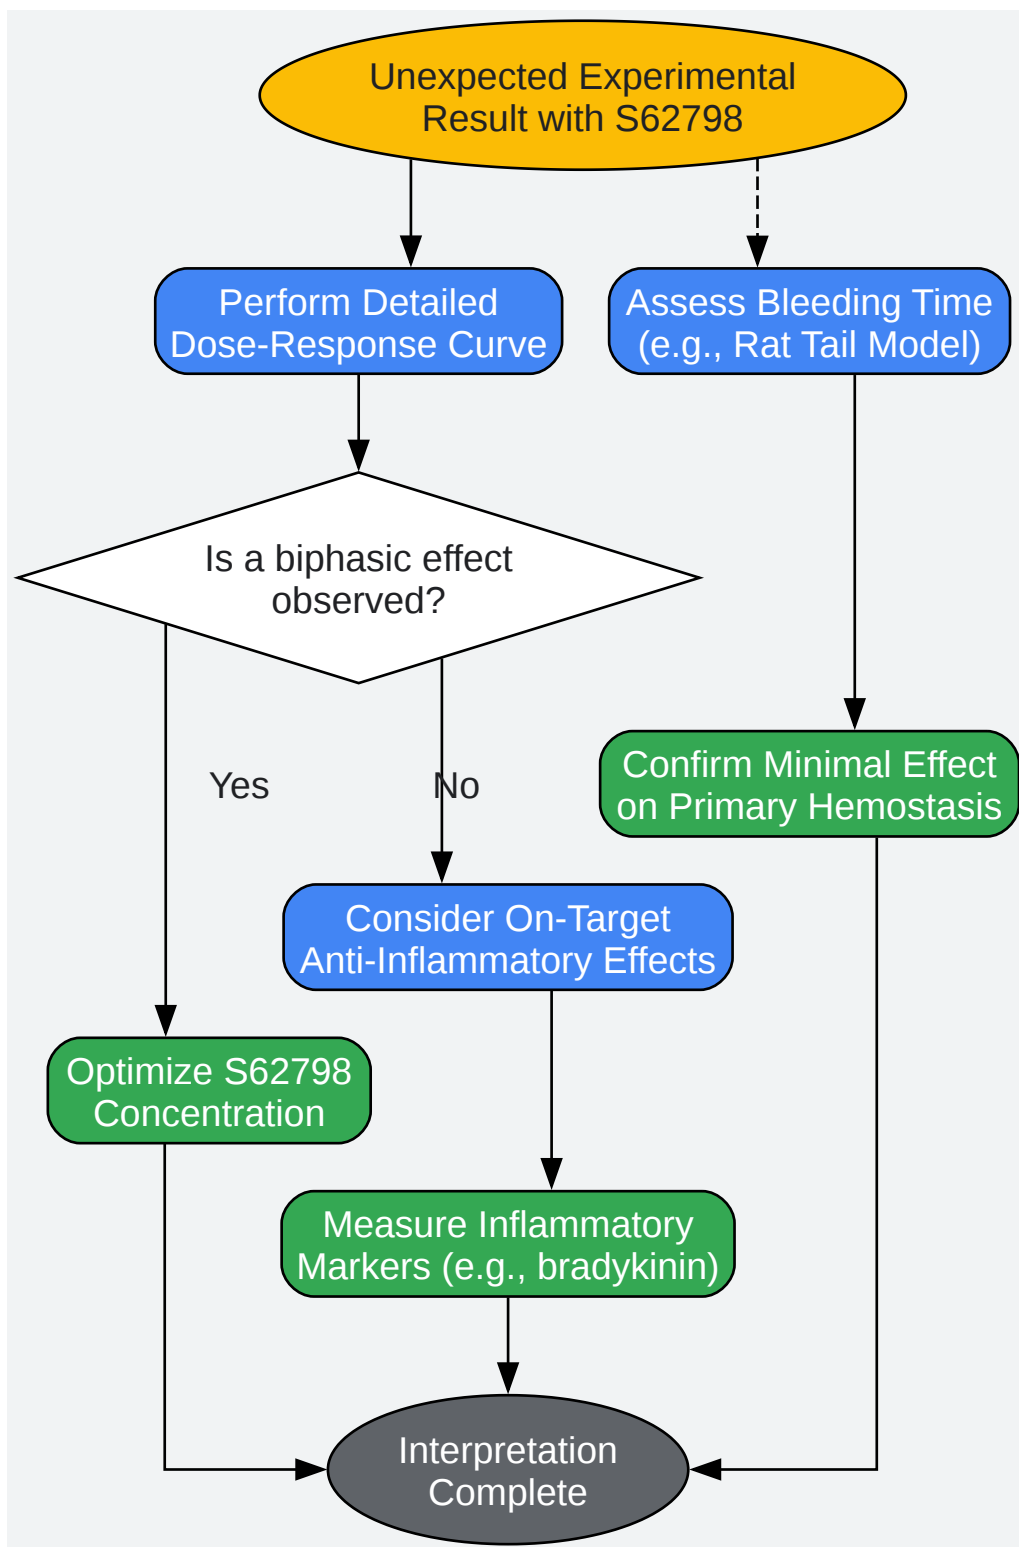 Unexpected Experimental
Result with S62798
Perform Detailed
Dose-Response Curve
Assess Bleeding Time
(e.g., Rat Tail Model)
Is a biphasic effect
observed?
Yes
No
Confirm Minimal Effect
on Primary Hemostasis
Consider On-Target
Anti-Inflammatory Effects
Optimize S62798
Concentration
Measure Inflammatory
Markers (e.g., bradykinin)
Interpretation
Complete